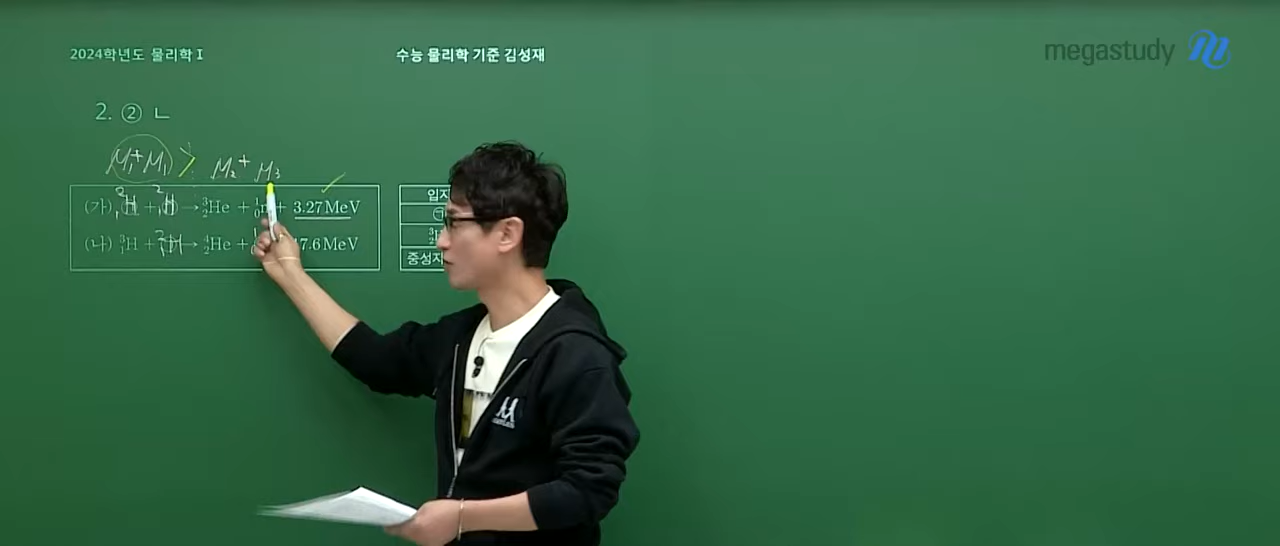 2024학년도 물리학Ⅰ
수능 물리학 기준 김성재
megastudy
2. ② ㄴ
M₁+M₁ > M₂+M₃
(가) ²₁H + ²₁H → ³₂He + ¹₀n + 3.27MeV
(나) ³₁H + ²₁H → ⁴₂He + 17.6MeV
입자
㉠
중성자